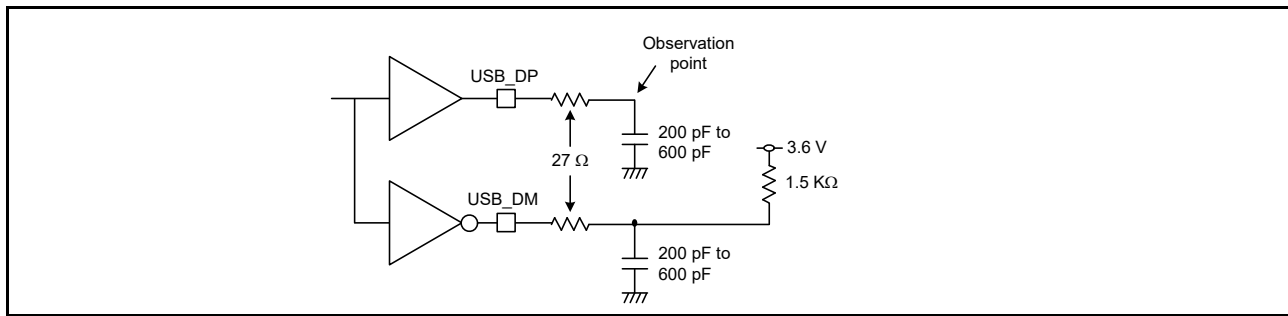 Observation
point
USB_DP
200 pF to
600 pF
3.6 V
27 Ω
1.5 KΩ
USB_DM
200 pF to
600 pF